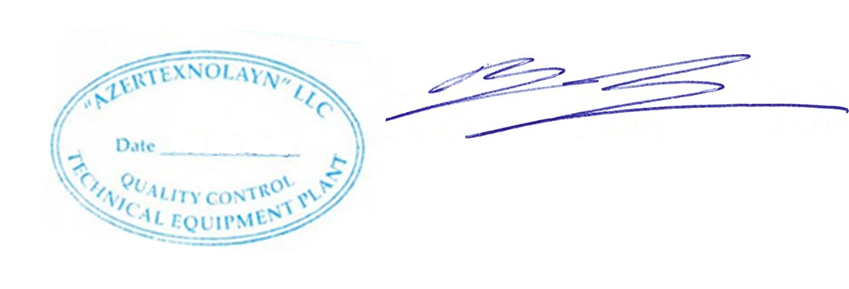 "AZERTEXNOLAYN" LLC
Date
QUALITY CONTROL
TECHNICAL EQUIPMENT PLANT